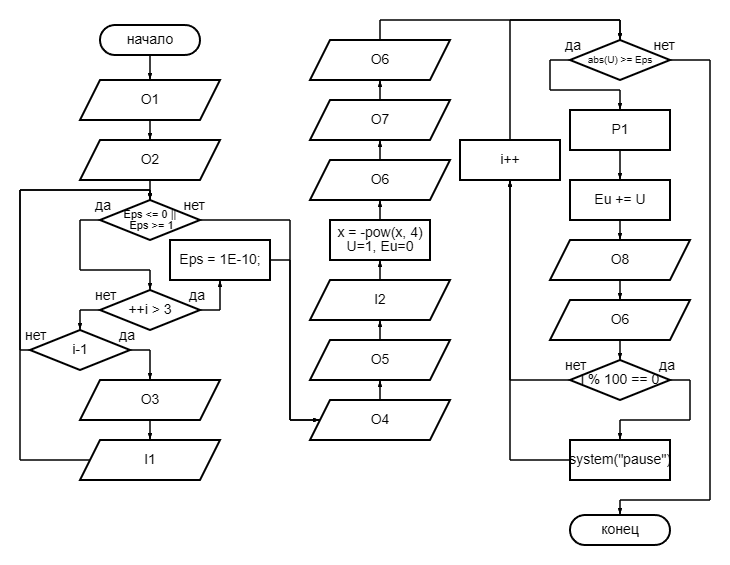 начало
O1
O2
да
нет
Eps <= 0 ||
Eps >= 1
Eps = 1E-10;
нет
да
++i > 3
нет
да
i-1
O3
I1
O6
O7
O6
x = -pow(x, 4)
U=1, Eu=0
I2
O5
O4
да
нет
abs(U) >= Eps
P1
i++
Eu += U
O8
O6
нет
да
i % 100 == 0
system("pause")
конец